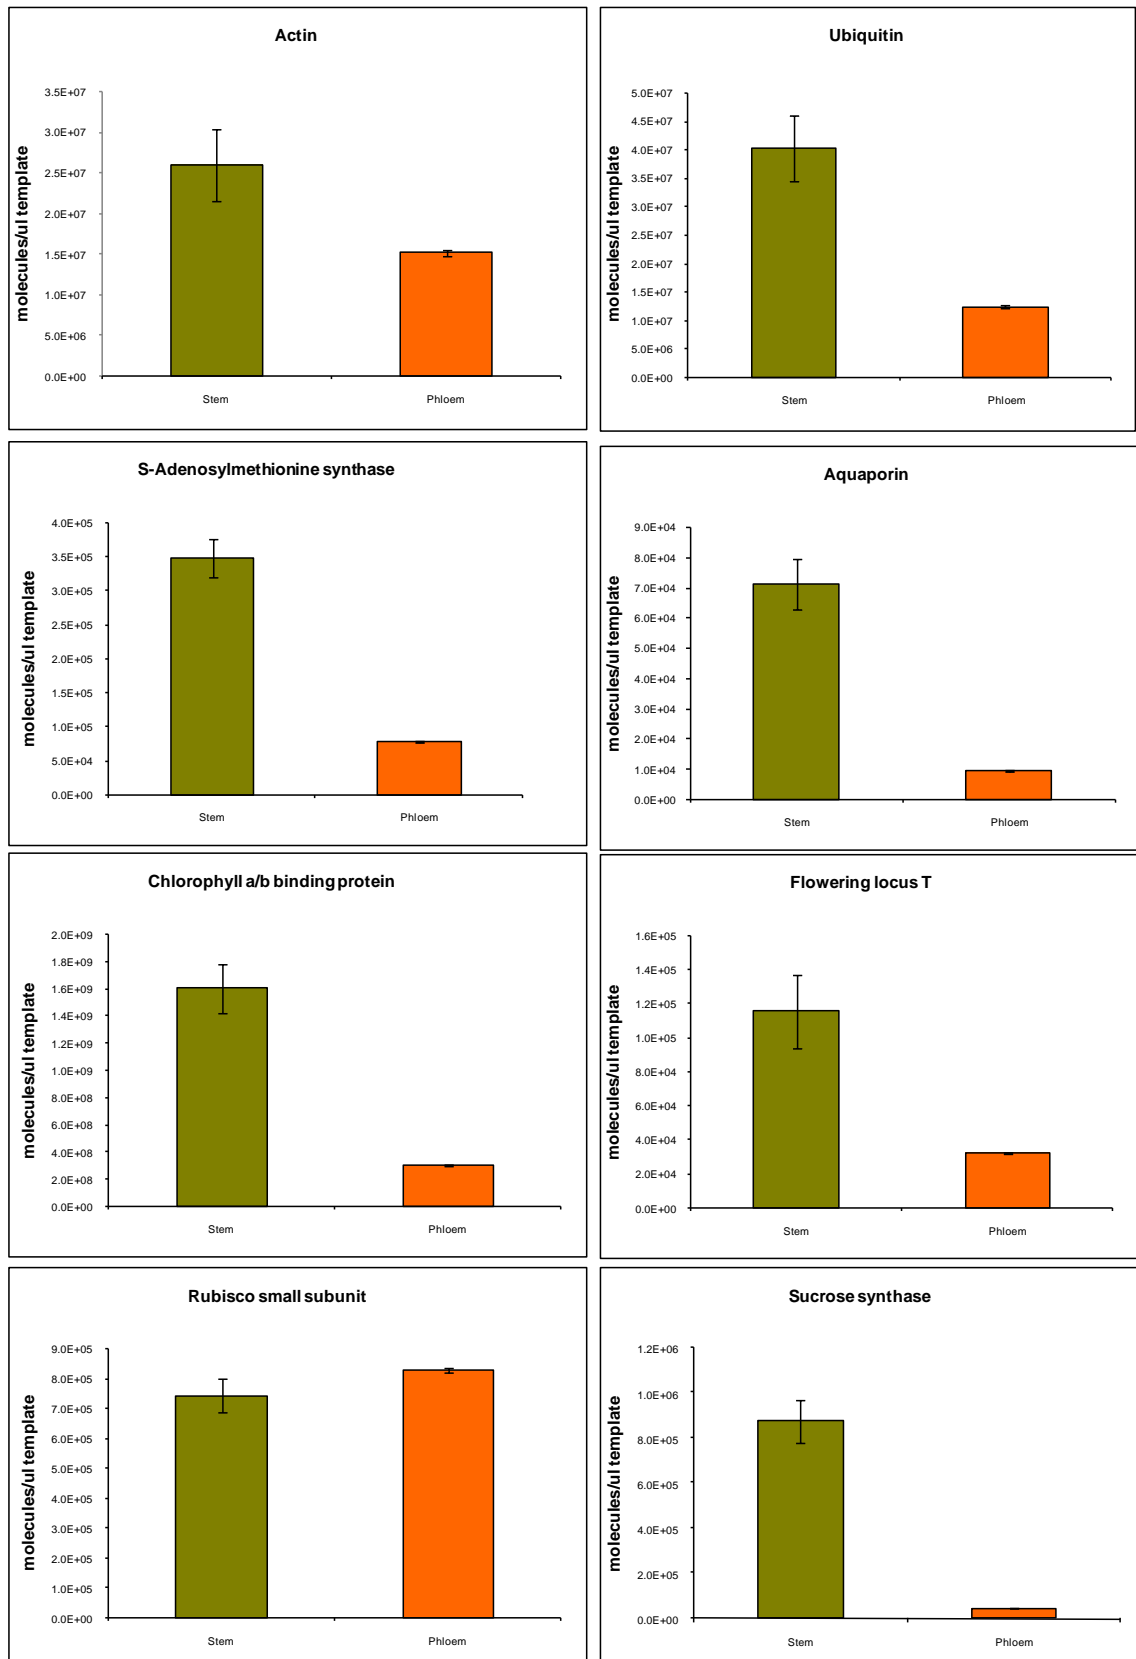 Actin
molecules/ul template
3.5E+07
3.0E+07
2.5E+07
2.0E+07
1.5E+07
1.0E+07
5.0E+06
0.0E+00
Stem Phloem
Ubiquitin
molecules/ul template
5.0E+07
4.5E+07
4.0E+07
3.5E+07
3.0E+07
2.5E+07
2.0E+07
1.5E+07
1.0E+07
5.0E+06
0.0E+00
Stem Phloem
S-Adenosylmethionine synthase
molecules/ul template
4.0E+05
3.5E+05
3.0E+05
2.5E+05
2.0E+05
1.5E+05
1.0E+05
5.0E+04
0.0E+00
Stem Phloem
Aquaporin
molecules/ul template
9.0E+04
8.0E+04
7.0E+04
6.0E+04
5.0E+04
4.0E+04
3.0E+04
2.0E+04
1.0E+04
0.0E+00
Stem Phloem
Chlorophyll a/b binding protein
molecules/ul template
2.0E+09
1.8E+09
1.6E+09
1.4E+09
1.2E+09
1.0E+09
8.0E+08
6.0E+08
4.0E+08
2.0E+08
0.0E+00
Stem Phloem
Flowering locus T
molecules/ul template
1.6E+05
1.4E+05
1.2E+05
1.0E+05
8.0E+04
6.0E+04
4.0E+04
2.0E+04
0.0E+00
Stem Phloem
Rubisco small subunit
molecules/ul template
9.0E+05
8.0E+05
7.0E+05
6.0E+05
5.0E+05
4.0E+05
3.0E+05
2.0E+05
1.0E+05
0.0E+00
Stem Phloem
Sucrose synthase
molecules/ul template
1.2E+06
1.0E+06
8.0E+05
6.0E+05
4.0E+05
2.0E+05
0.0E+00
Stem Phloem